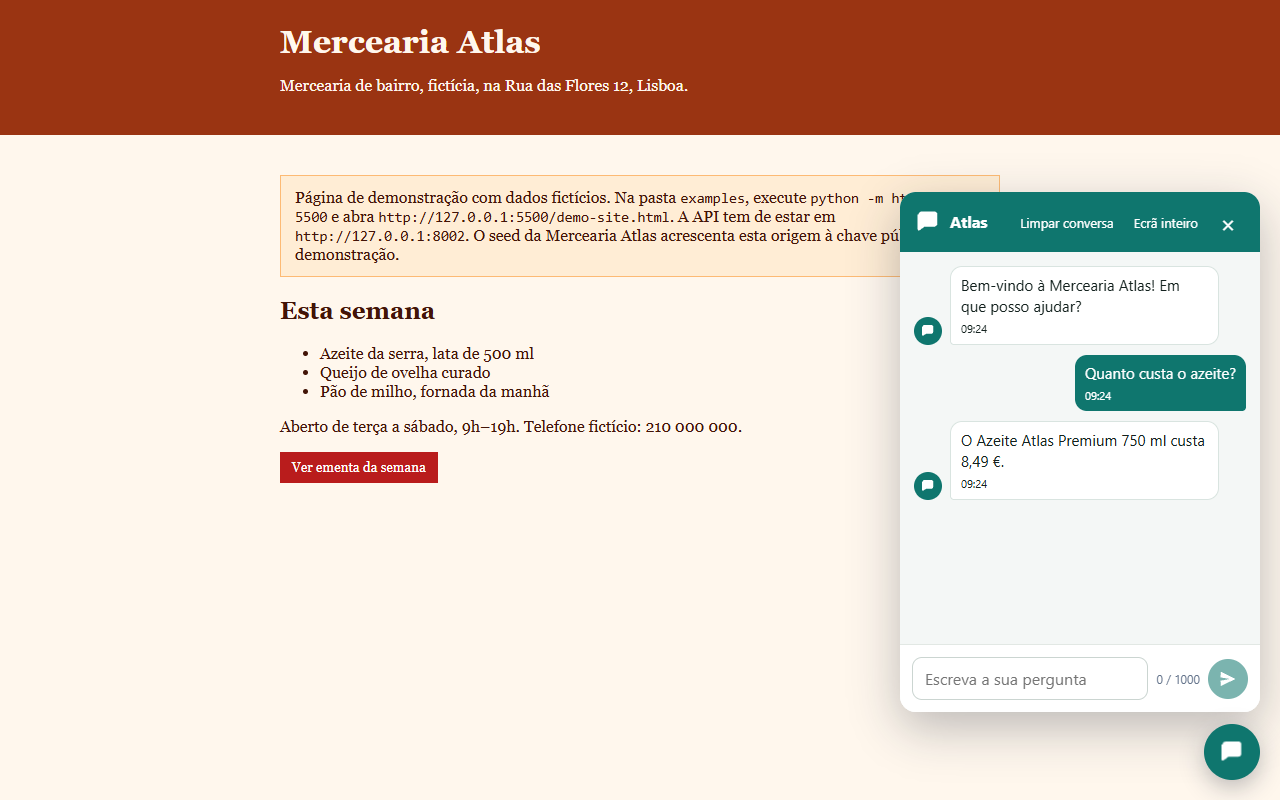 Mercearia Atlas
Mercearia de bairro, fictícia, na Rua das Flores 12, Lisboa.
Página de demonstração com dados fictícios. Na pasta examples, execute python -m
5500 e abra http://127.0.0.1:5500/demo-site.html. A API tem de estar em
http://127.0.0.1:8002. O seed da Mercearia Atlas acrescenta esta origem à chave
demonstração.
Esta semana
Azeite da serra, lata de 500 ml
Queijo de ovelha curado
Pão de milho, fornada da manhã
Aberto de terça a sábado, 9h–19h. Telefone fictício: 210 000 000.
Ver ementa da semana
Atlas
Limpar conversa
Ecrã inteiro
Bem-vindo à Mercearia Atlas! Em
que posso ajudar?
09:24
Quanto custa o azeite?
09:24
O Azeite Atlas Premium 750 ml custa
8,49 €.
09:24
Escreva a sua pergunta
0 / 1000